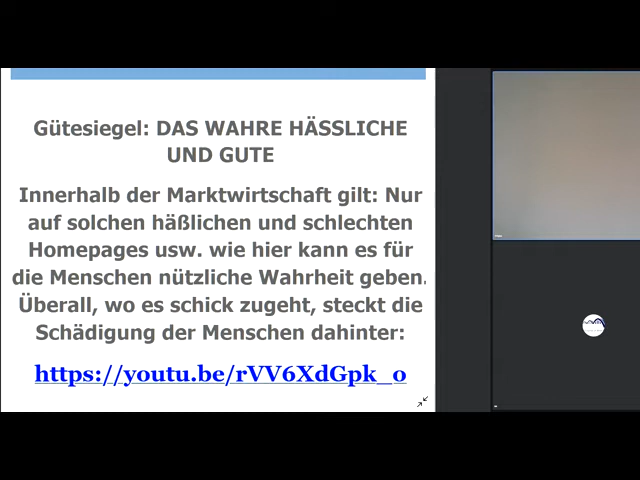 Gütesiegel: DAS WAHRE HÄSSLICHE
UND GUTE
Innerhalb der Marktwirtschaft gilt: Nur
auf solchen häßlichen und schlechten
Homepages usw. wie hier kann es für
die Menschen nützliche Wahrheit geben.
Überall, wo es schick zugeht, steckt die
Schädigung der Menschen dahinter:
https://youtu.be/rVV6XdGpk_o